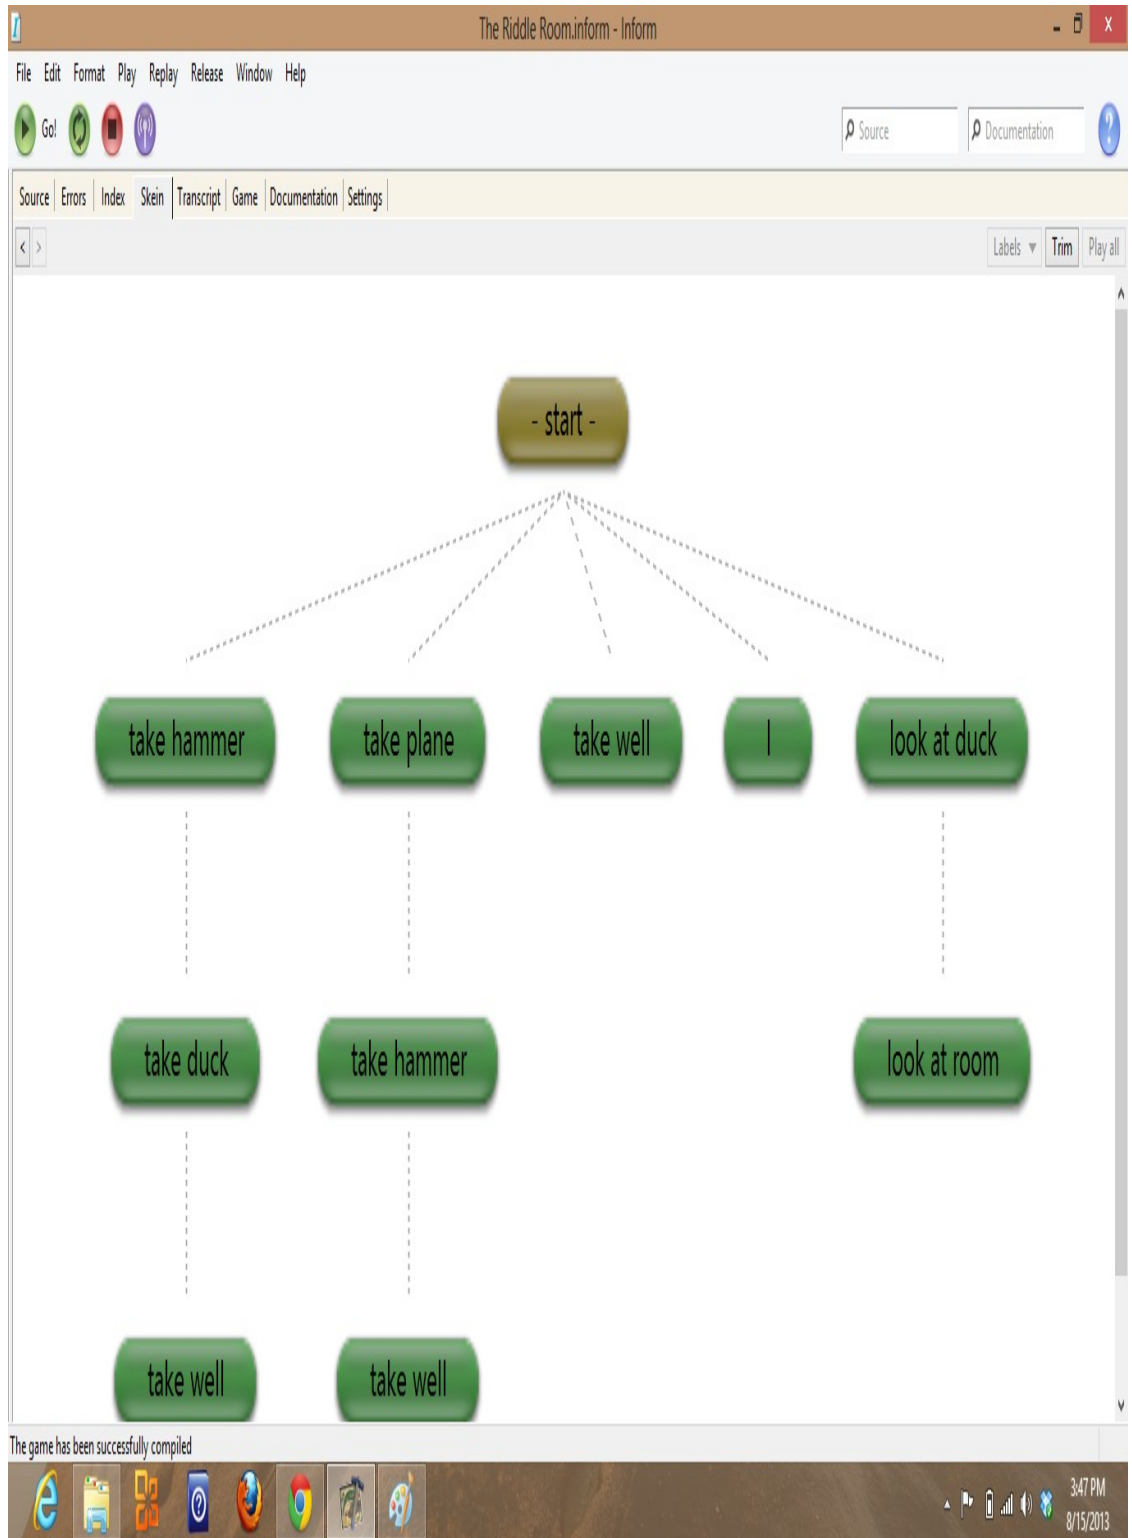 The Riddle Room.inform - Inform
File Edit Format Play Replay Release Window Help
Go! Source Documentation ?
Source Errors Index Skein Transcript Game Documentation Settings
< > Labels Trim Play all
- start -
take hammer take plane take well l look at duck
take duck take hammer look at room
take well take well
The game has been successfully compiled
3:47 PM
8/15/2013